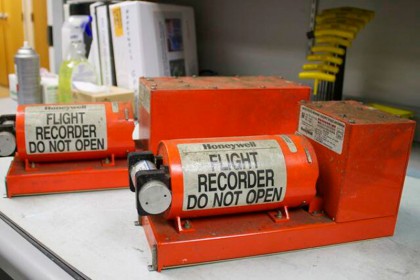 Honeywell
FLIGHT
RECORDER
DO NOT OPEN
Honeywell
FLIGHT
RECORDER
DO NOT OPEN